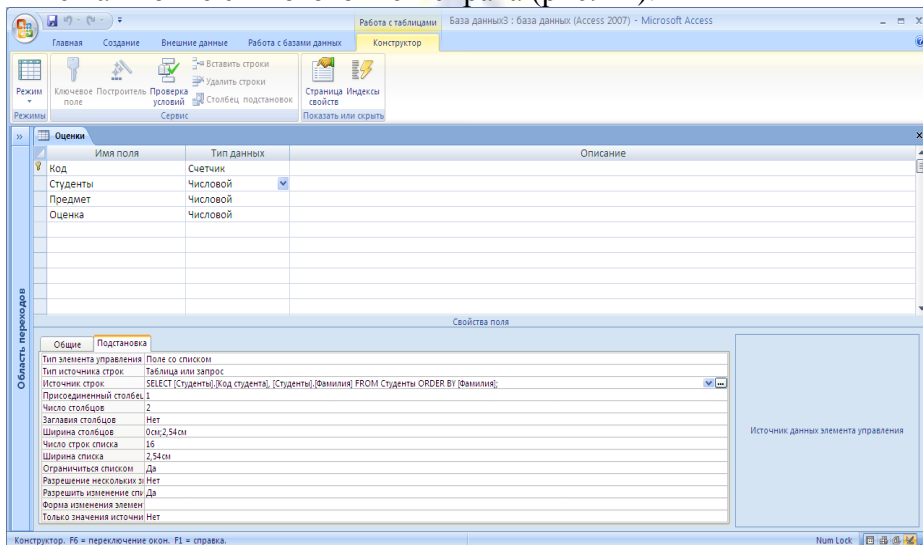 Работа с таблицами
База данных3 : база данных (Access 2007) - Microsoft Access
Главная Создание Внешние данные Работа с базами данных Конструктор
Режим
Ключевое поле
Построитель
Проверка условий
Вставить строки
Удалить строки
Столбец подстановок
Страница свойств
Индексы
Режимы Сервис Показать или скрыть
Оценки
Имя поля Тип данных Описание
Код Счетчик
Студенты Числовой
Предмет Числовой
Оценка Числовой
Область переходов
Свойства поля
Общие Подстановка
Тип элемента управления Поле со списком
Тип источника строк Таблица или запрос
Источник строк SELECT [Студенты].[Код студента], [Студенты].[Фамилия] FROM Студенты ORDER BY [Фамилия];
Присоединенный столбец 1
Число столбцов 2
Заглавия столбцов Нет
Ширина столбцов 0см;2,54см
Число строк списка 16
Ширина списка 2,54см
Ограничиться списком Да
Разрешение нескольких зн Нет
Разрешить изменение спи Да
Форма изменения элемен
Только значения источни Нет
Источник данных элемента управления
Конструктор. F6 = переключение окон. F1 = справка. Num Lock